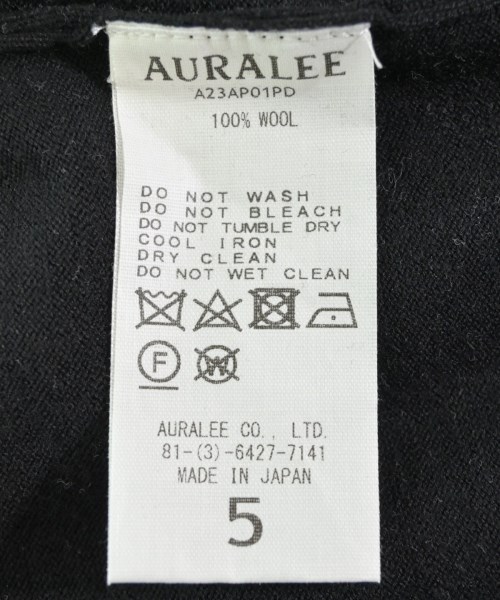 AURALEE
A23AP01PD
100% WOOL
DO NOT WASH
DO NOT BLEACH
DO NOT TUMBLE DRY
COOL IRON
DRY CLEAN
DO NOT WET CLEAN
F W
AURALEE CO., LTD.
81-(3)-6427-7141
MADE IN JAPAN
5